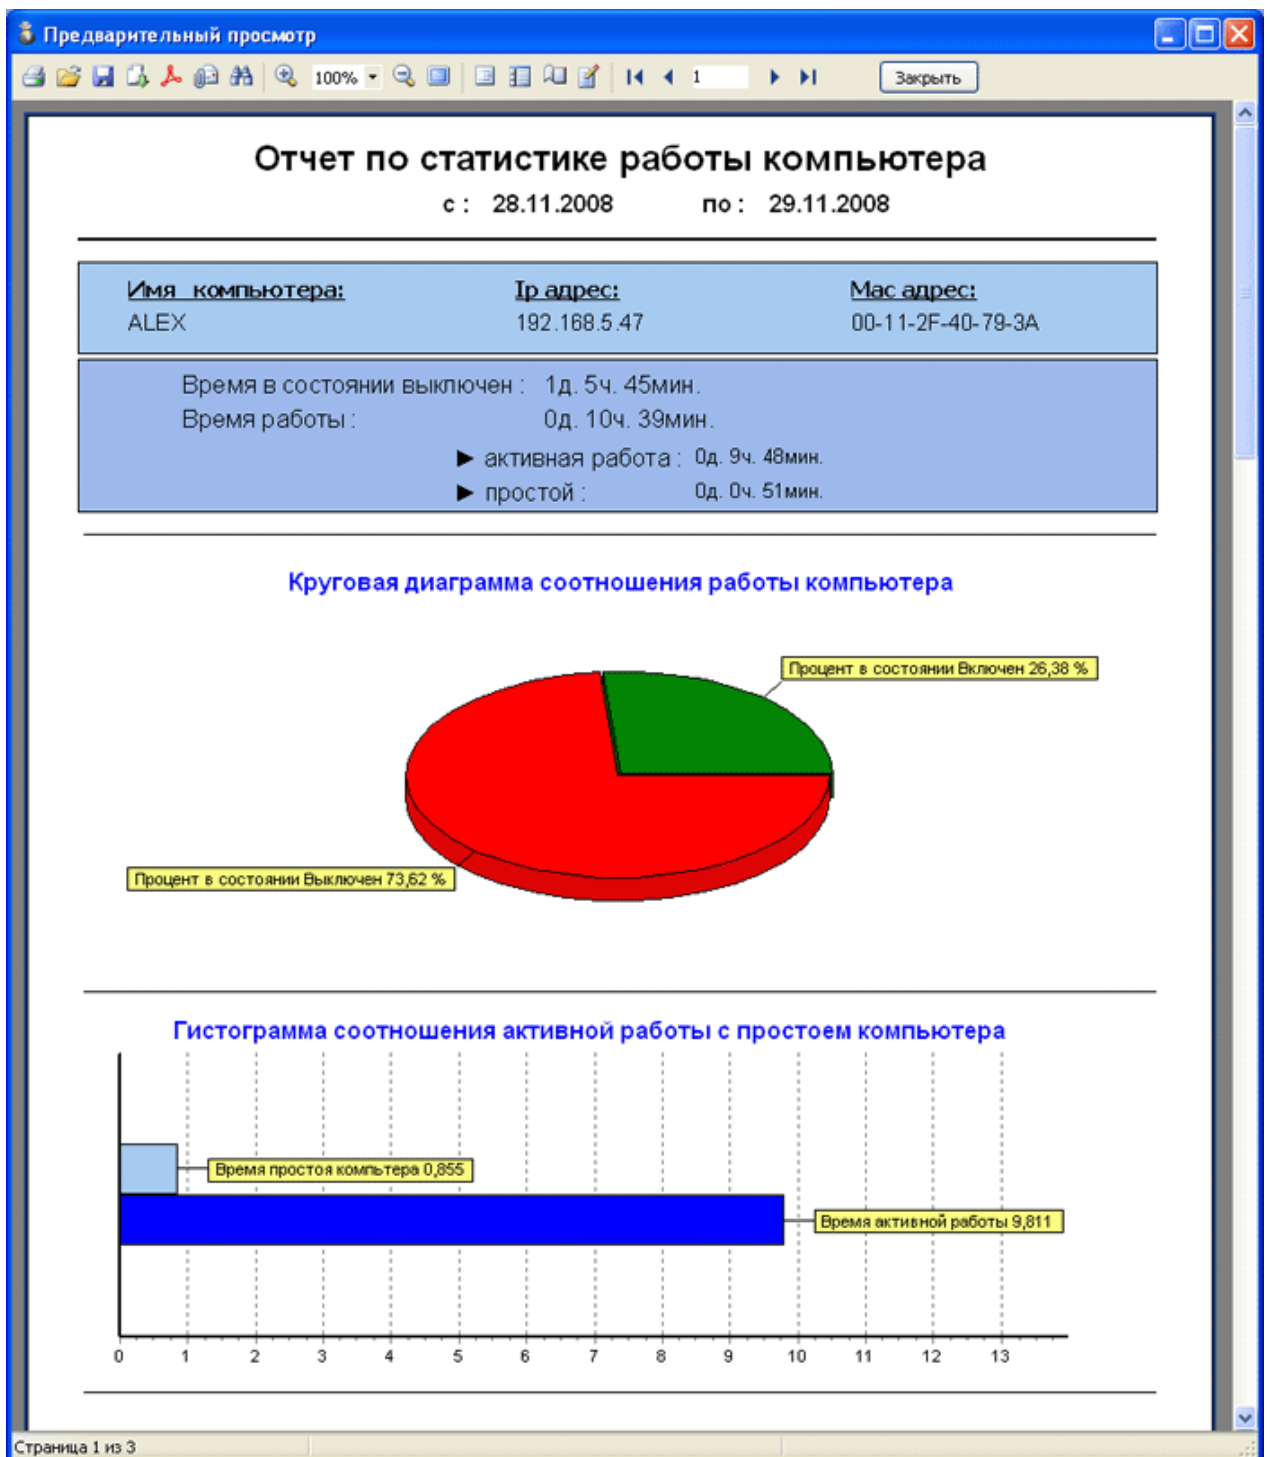 Предварительный просмотр
100%
1
Закрыть
Отчет по статистике работы компьютера
с : 28.11.2008 по : 29.11.2008
Имя компьютера: Ip адрес: Mac адрес:
ALEX 192.168.5.47 00-11-2F-40-79-3A
Время в состоянии выключен : 1д. 5ч. 45мин.
Время работы : 0д. 10ч. 39мин.
► активная работа : 0д. 9ч. 48мин.
► простой : 0д. 0ч. 51мин.
Круговая диаграмма соотношения работы компьютера
Процент в состоянии Включен 26,38 %
Процент в состоянии Выключен 73,62 %
Гистограмма соотношения активной работы с простоем компьютера
Время простоя компьтера 0,855
Время активной работы 9,811
0 1 2 3 4 5 6 7 8 9 10 11 12 13
Страница 1 из 3